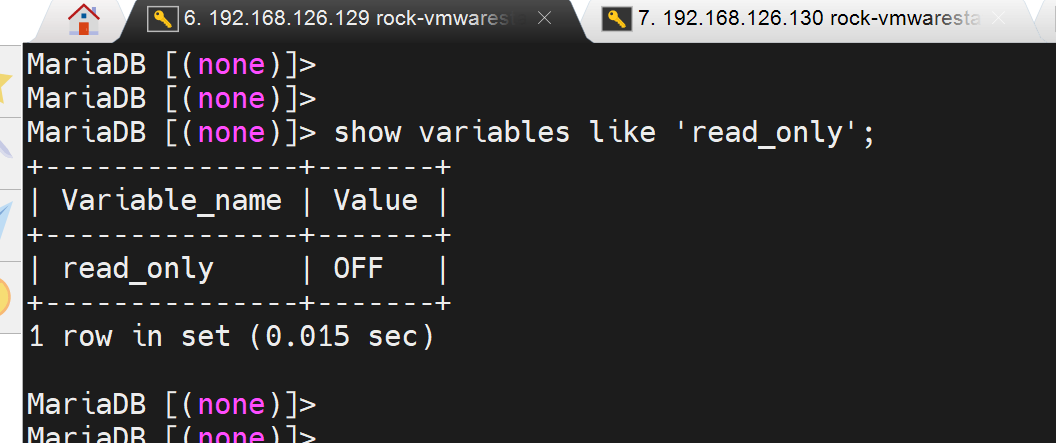 6. 192.168.126.129 rock-vmwarest
7. 192.168.126.130 rock-vmwaresta
MariaDB [(none)]>
MariaDB [(none)]>
MariaDB [(none)]> show variables like 'read_only';
+---------------+-------+
| Variable_name | Value |
+---------------+-------+
| read_only     | OFF   |
+---------------+-------+
1 row in set (0.015 sec)
MariaDB [(none)]>
MariaDB [(none)]>